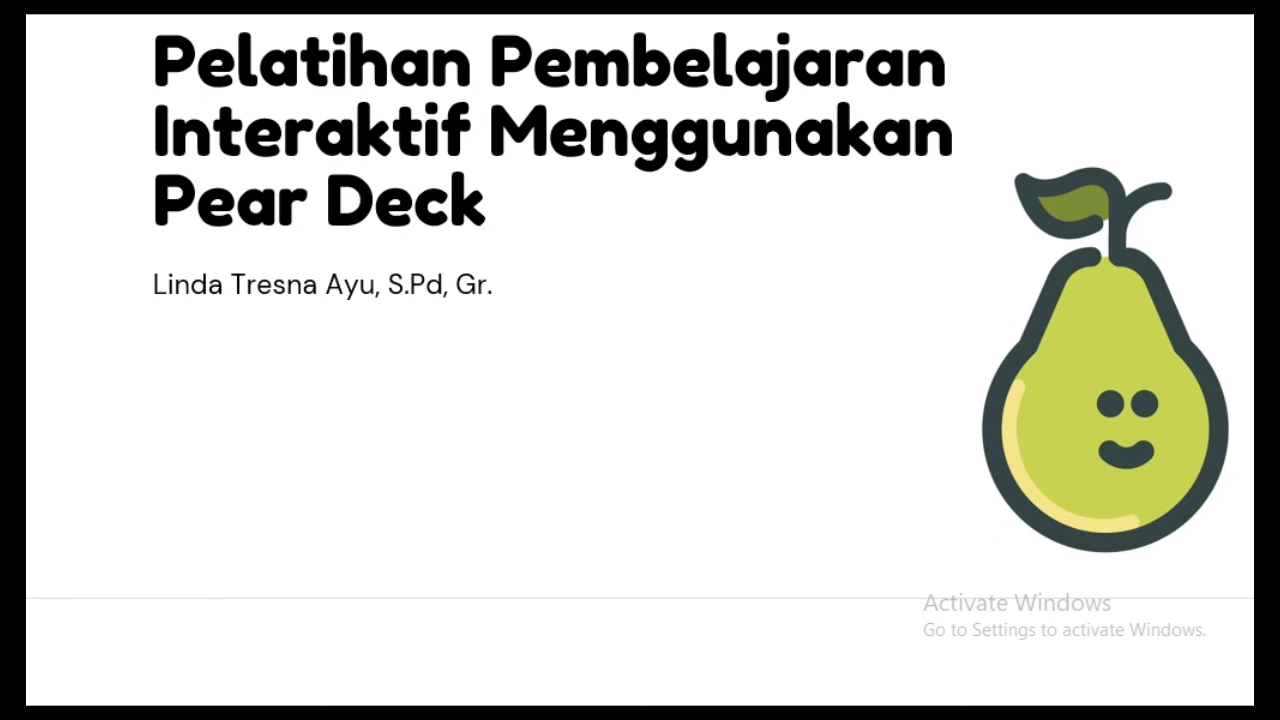 Pelatihan Pembelajaran
Interaktif Menggunakan
Pear Deck
Linda Tresna Ayu, S.Pd, Gr.
Activate Windows
Go to Settings to activate Windows.